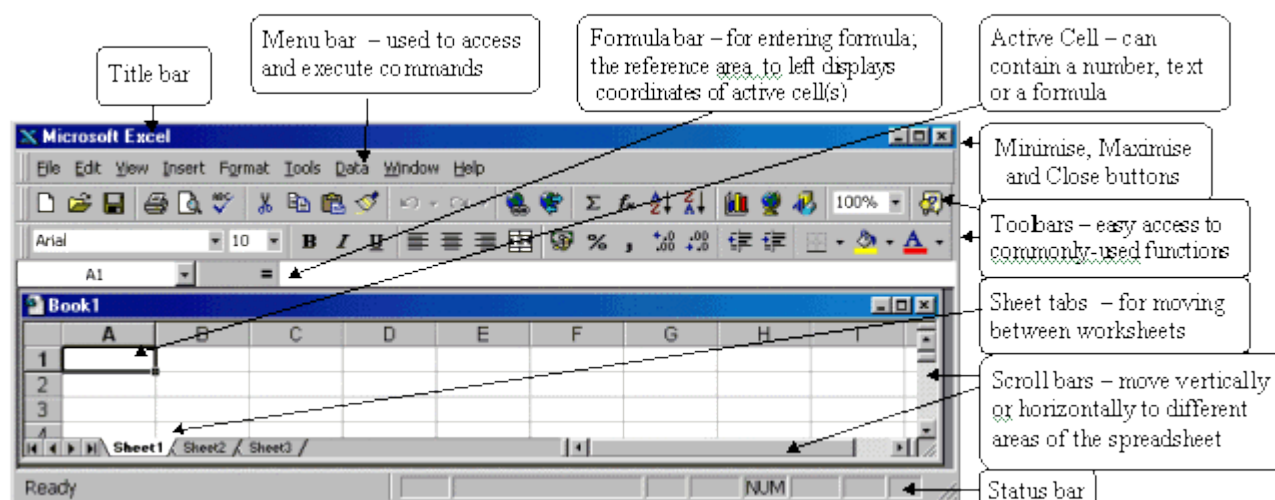 Title bar
Menu bar – used to access
and execute commands
Formula bar – for entering formula;
the reference area to left displays
coordinates of active cell(s)
Active Cell – can
contain a number, text
or a formula
Microsoft Excel
Minimise, Maximise
and Close buttons
File Edit View Insert Format Tools Data Window Help
100%
Toolbars – easy access to
commonly-used functions
Arial 10 B I U % ,
A1 =
Book1
Sheet tabs – for moving
between worksheets
A B C D E F G H I
1
2
3
4
Scroll bars – move vertically
or horizontally to different
areas of the spreadsheet
Sheet1 Sheet2 Sheet3
Ready NUM
Status bar